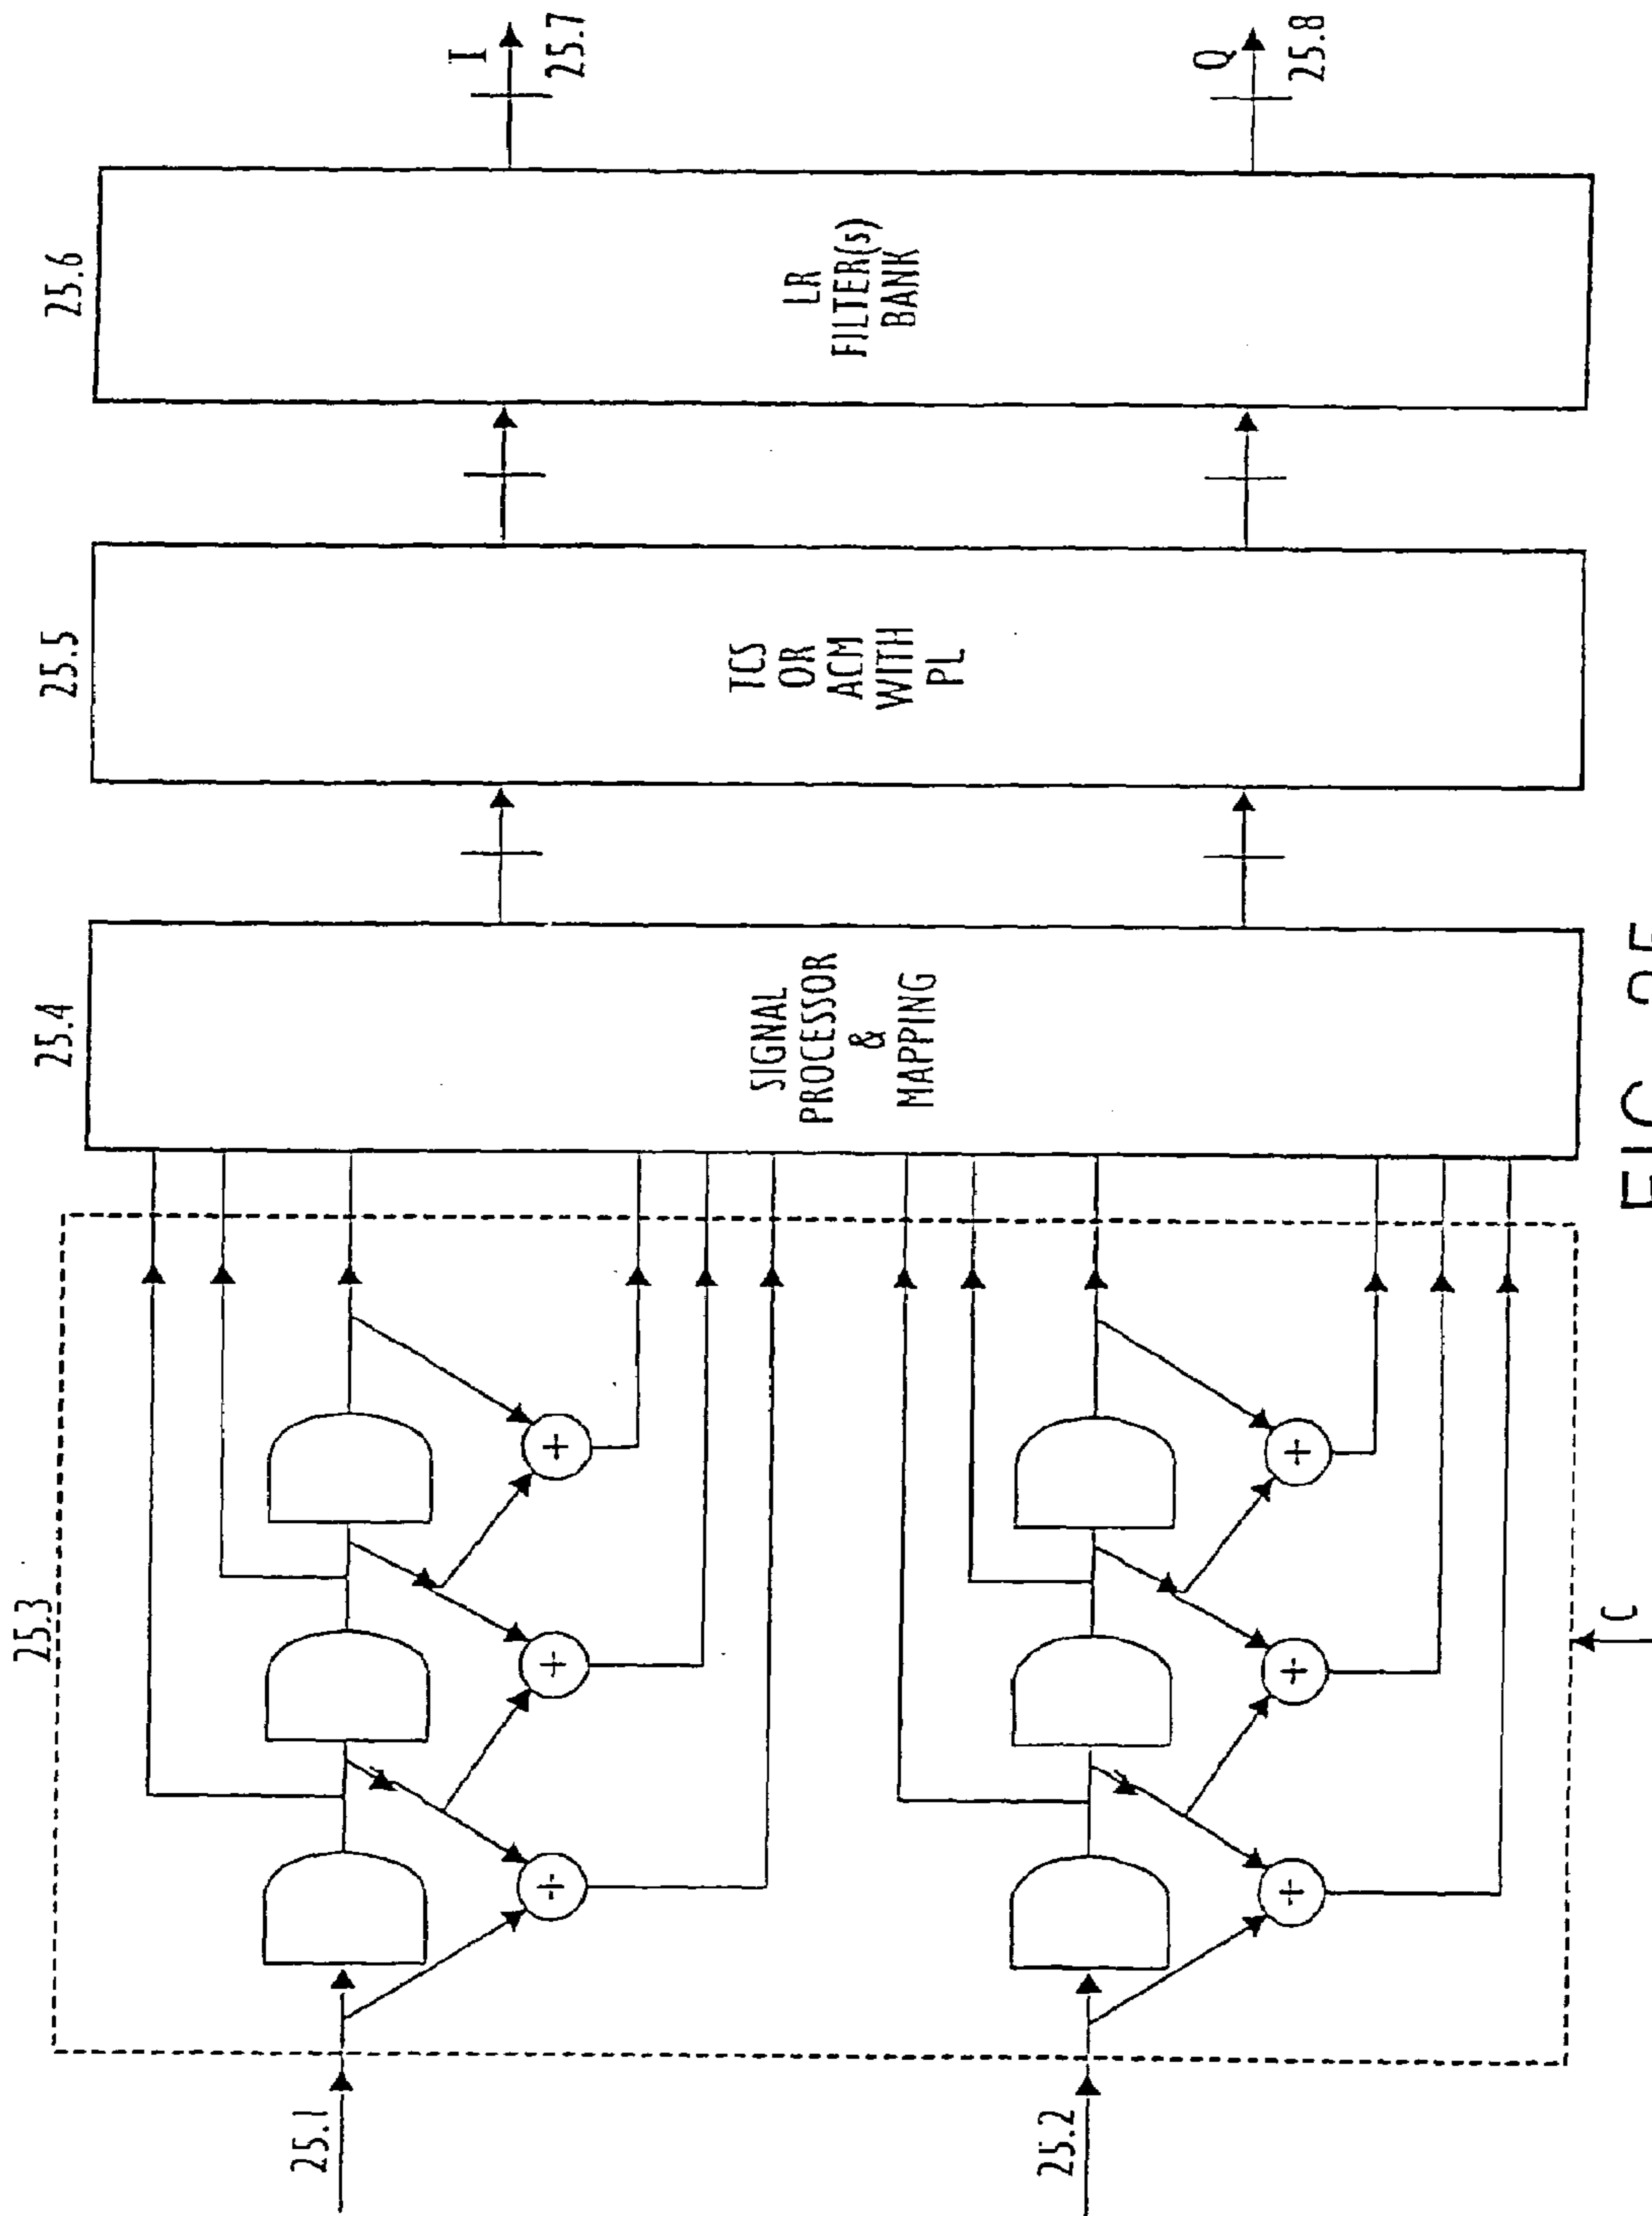 25.1
25.2
25.3
C
25.4
SIGNAL
PROCESSOR
&
MAPPING
25.5
TCS
OR
ACM
WITH
PL
25.6
LR
FILTER(s)
BANK
I
25.7
Q
25.8